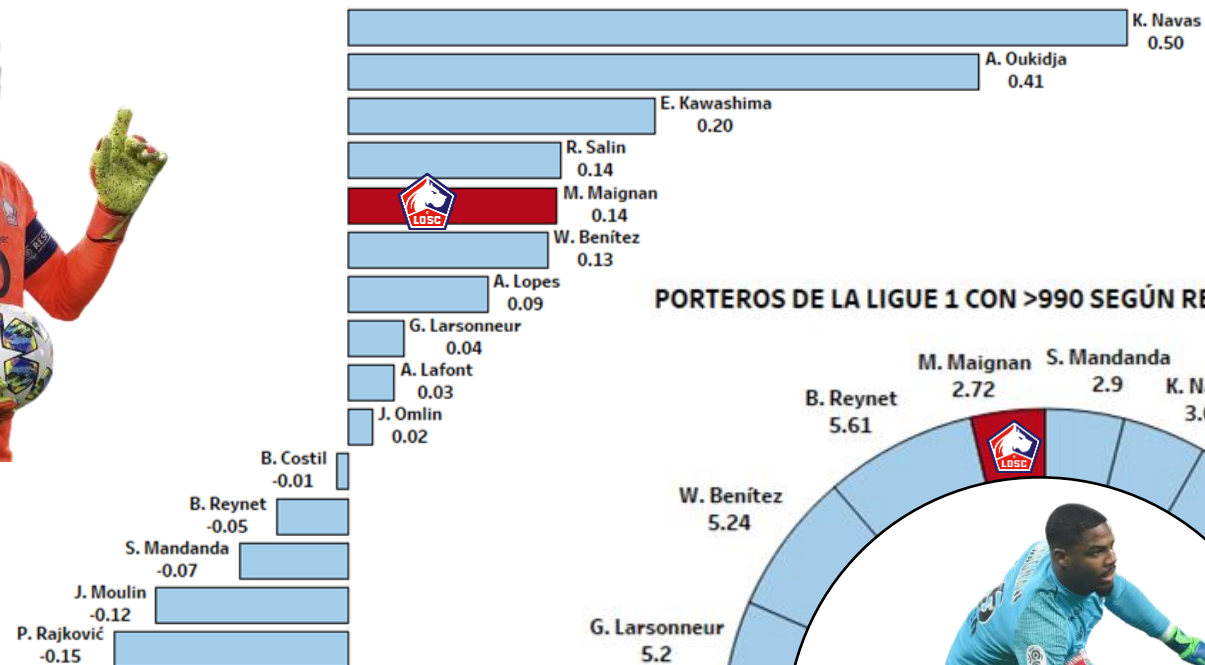 K. Navas
0.50
A. Oukidja
0.41
E. Kawashima
0.20
R. Salin
0.14
M. Maignan
0.14
LOSC
W. Benítez
0.13
A. Lopes
0.09
G. Larsonneur
0.04
A. Lafont
0.03
J. Omlin
0.02
B. Costil
-0.01
B. Reynet
-0.05
S. Mandanda
-0.07
J. Moulin
-0.12
P. Rajković
-0.15
PORTEROS DE LA LIGUE 1 CON >990 SEGÚN
M. Maignan
2.72
S. Mandanda
2.9
K.
B. Reynet
5.61
LOSC
W. Benítez
5.24
G. Larsonneur
5.2